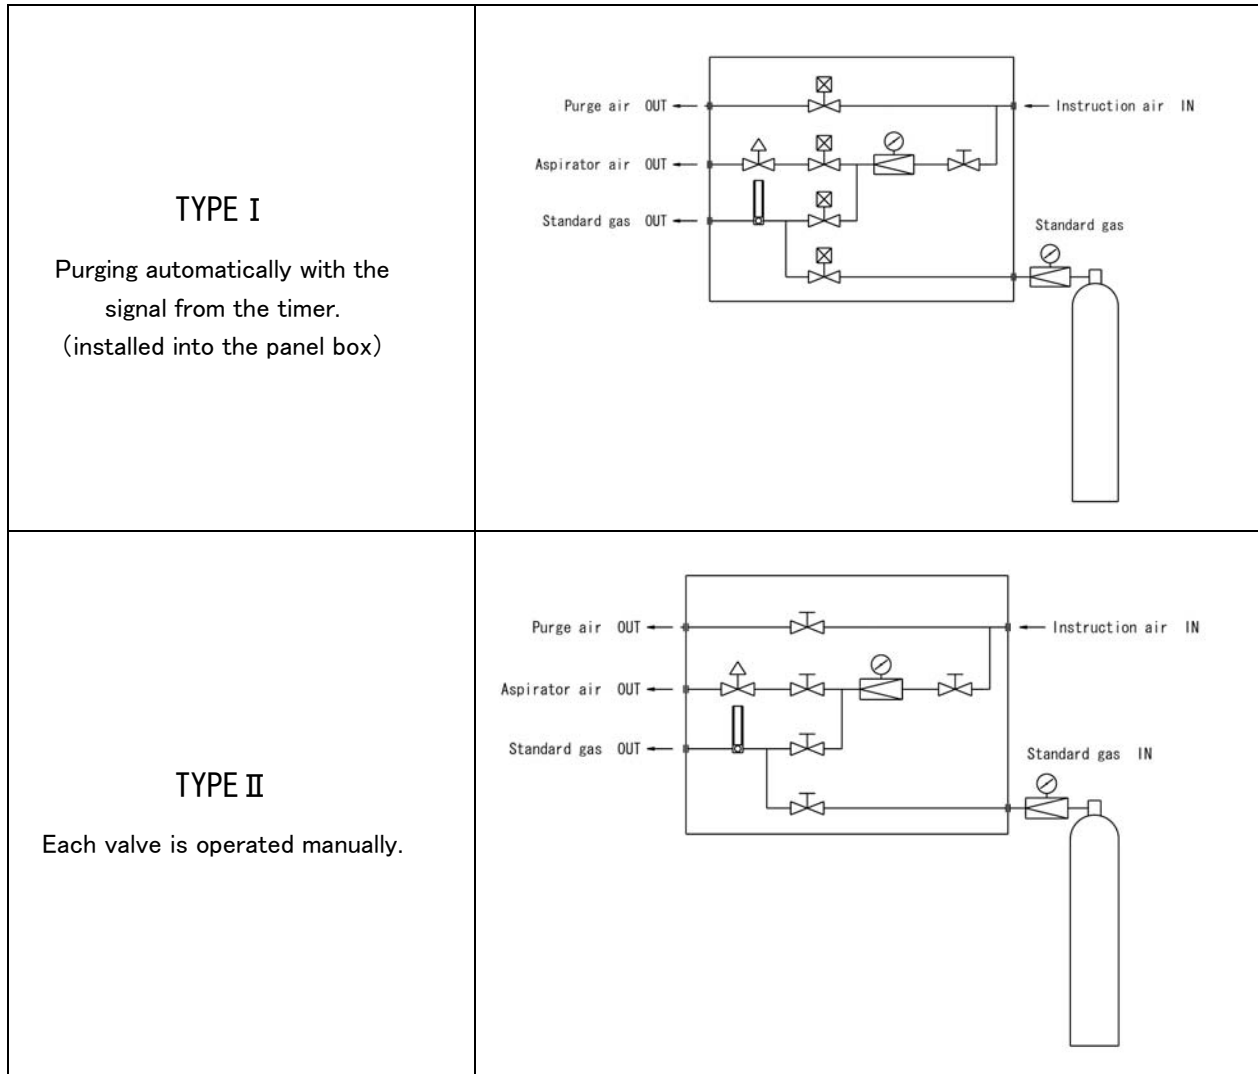 TYPE Ⅰ
Purging automatically with the
signal from the timer.
（installed into the panel box）
Purge air OUT
Instruction air IN
Aspirator air OUT
Standard gas OUT
Standard gas
TYPE Ⅱ
Each valve is operated manually.
Purge air OUT
Instruction air IN
Aspirator air OUT
Standard gas OUT
Standard gas IN